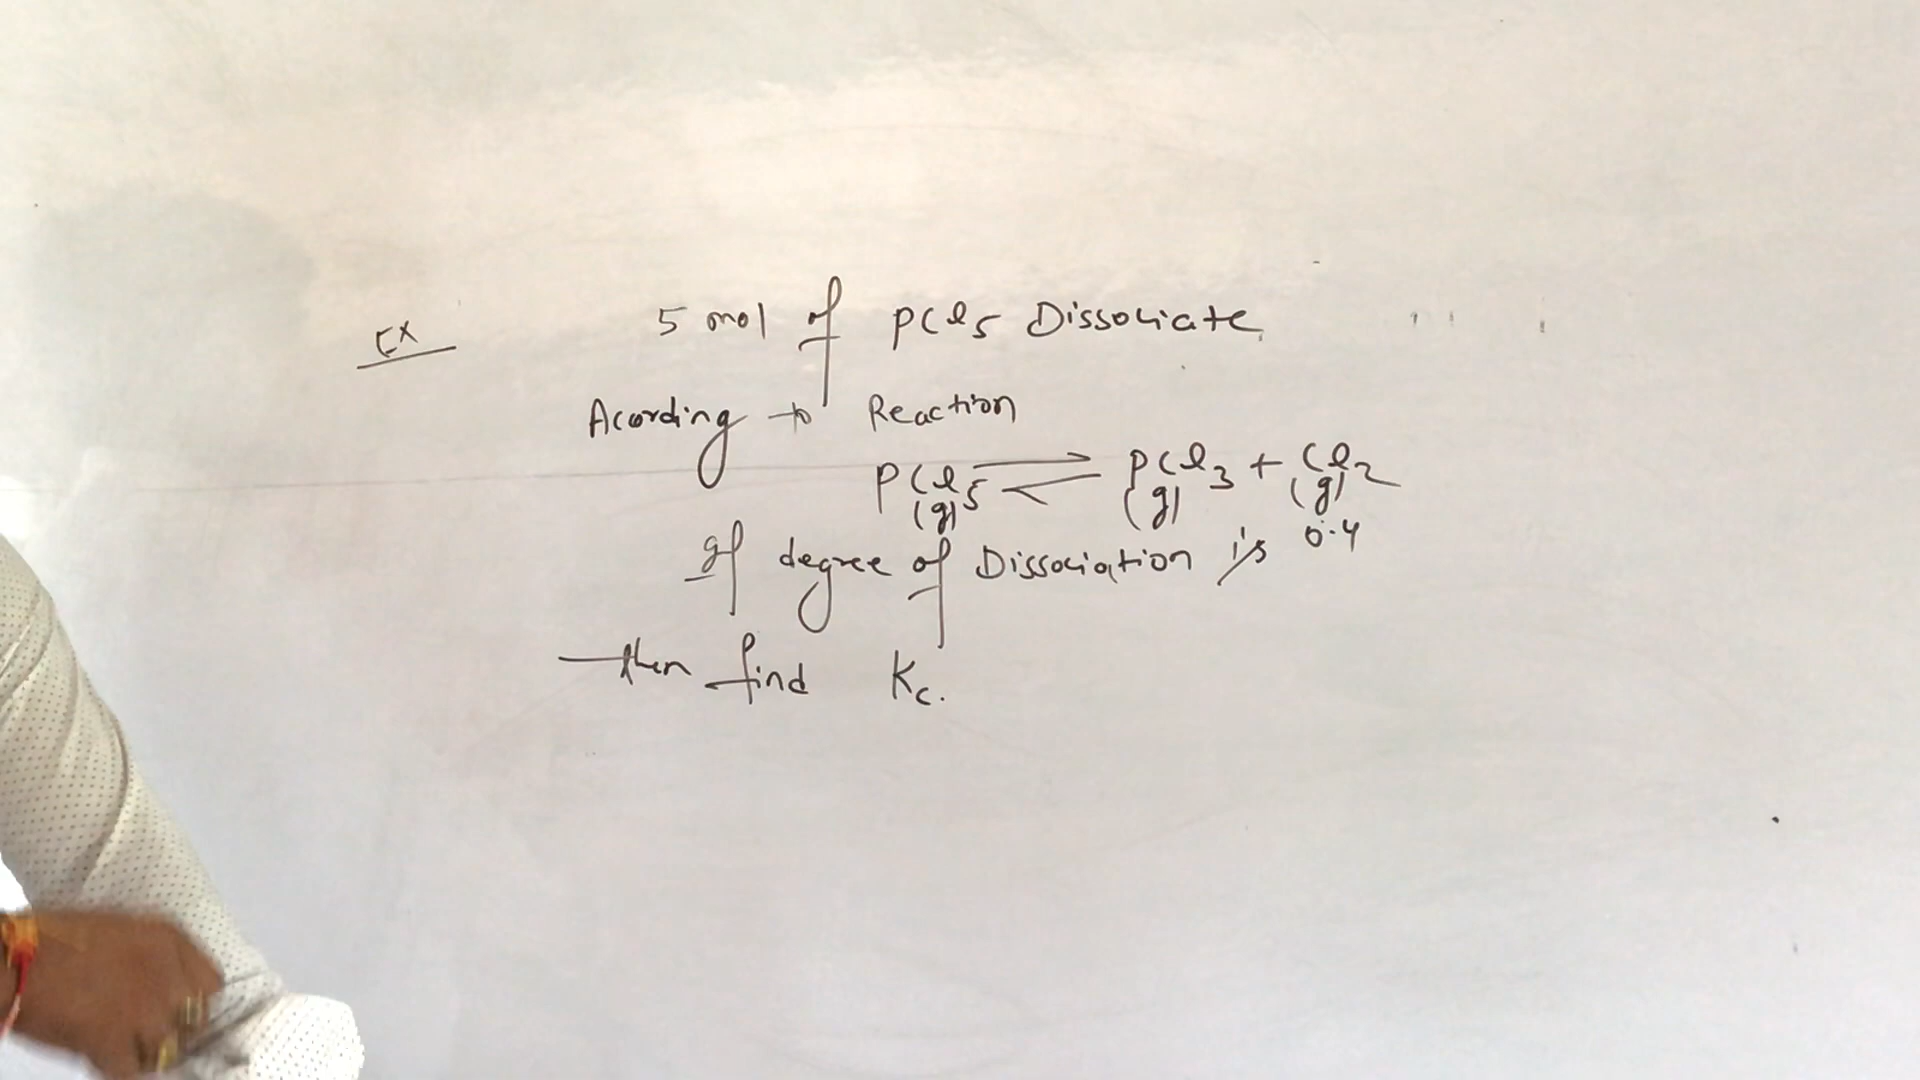 Ex
5 mol of PCl5 Dissociate
Acording to Reaction
PCl5 (g) ⇌ PCl3 (g) + Cl2 (g)
If degree of Dissociation is 0.4
then find Kc.